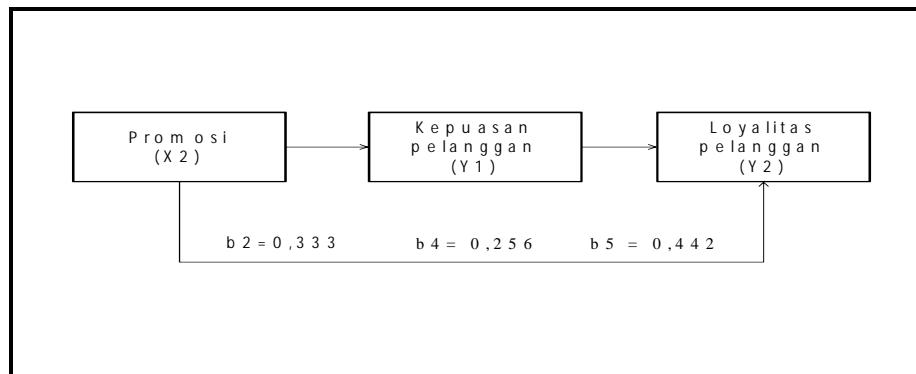 Promosi
(X2)
Kepuasan
pelanggan
(Y1)
Loyalitas
pelanggan
(Y2)
b2=0,333 b4= 0,256 b5 = 0,442